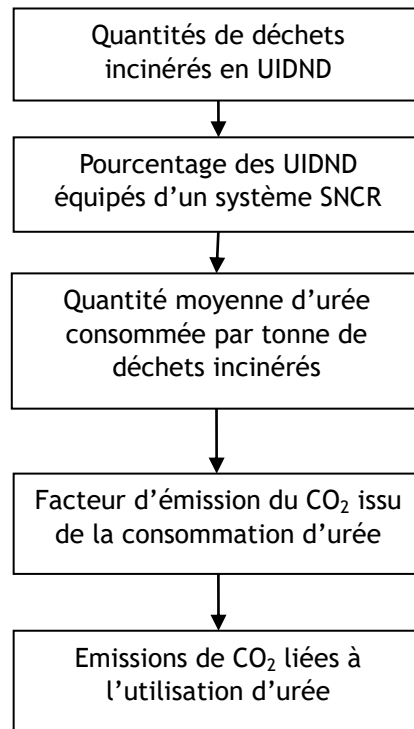 Quantités de déchets
incinérés en UIDND
Pourcentage des UIDND
équipés d’un système SNCR
Quantité moyenne d’urée
consommée par tonne de
déchets incinérés
Facteur d’émission du CO₂ issu
de la consommation d’urée
Emissions de CO₂ liées à
l’utilisation d’urée